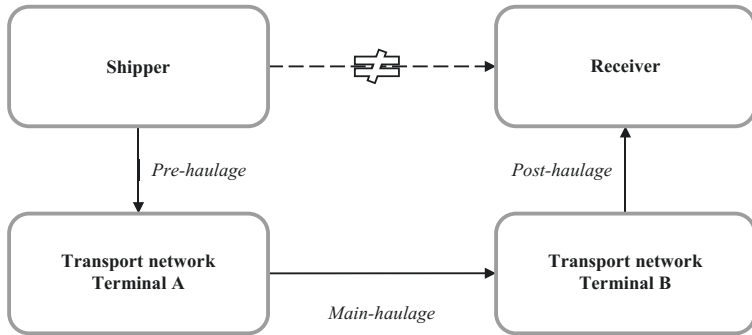 Shipper
Receiver
Pre-haulage
Post-haulage
Transport network
Terminal A
Transport network
Terminal B
Main-haulage